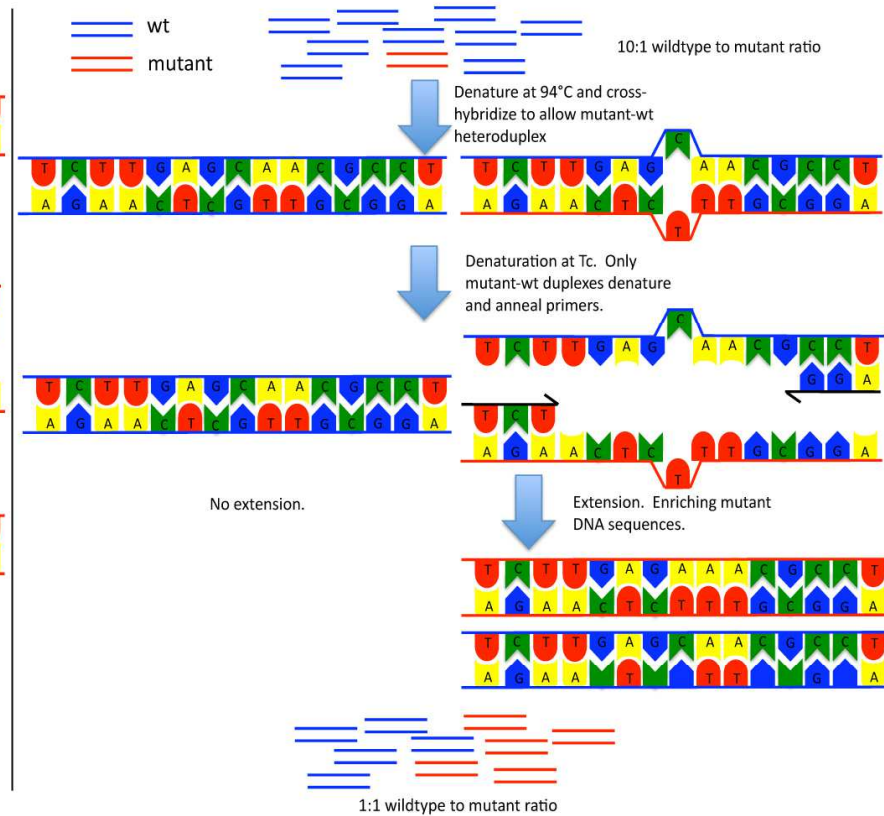 wt
mutant
10:1 wildtype to mutant ratio
Denature at 94°C and cross-
hybridize to allow mutant-wt
heteroduplex
T C T T G A G C A A C G C C T
A G A A C T C G T T G C G G A
T C T T G A G C A A C G C C T
A G A A C T C T T T G C G G A
Denaturation at Tc. Only
mutant-wt duplexes denature
and anneal primers.
T C T T G A G C A A C G C C T
A G A A C T C G T T G C G G A
T C T T G A G C A A C G C C T
G G A
T C T
A G A A C T C T T T G C G G A
No extension.
Extension. Enriching mutant
DNA sequences.
T C T T G A G A A A C G C C T
A G A A C T C T T T G C G G A
T C T T G A G C A A C G C C T
A G A A T T T G A
1:1 wildtype to mutant ratio